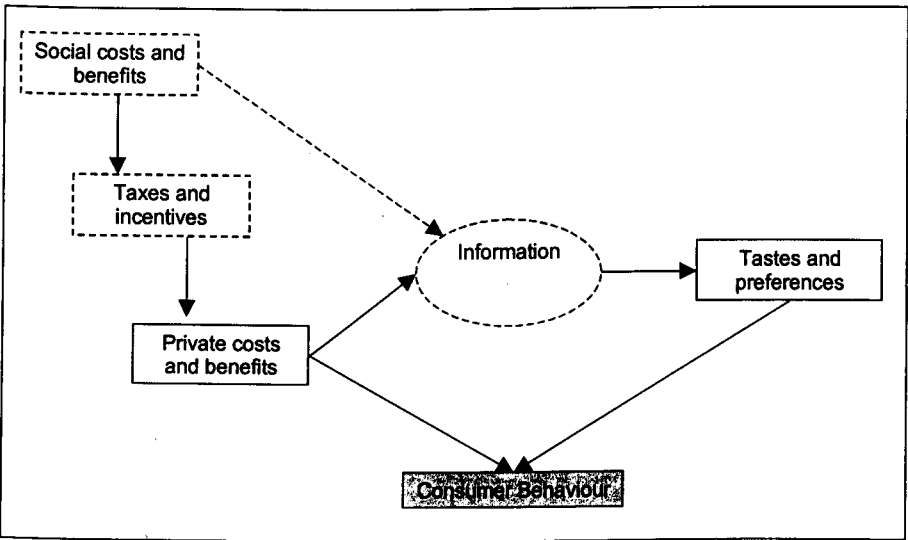 Social costs and
benefits
Taxes and
incentives
Information
Tastes and
preferences
Private costs
and benefits
Consumer Behaviour